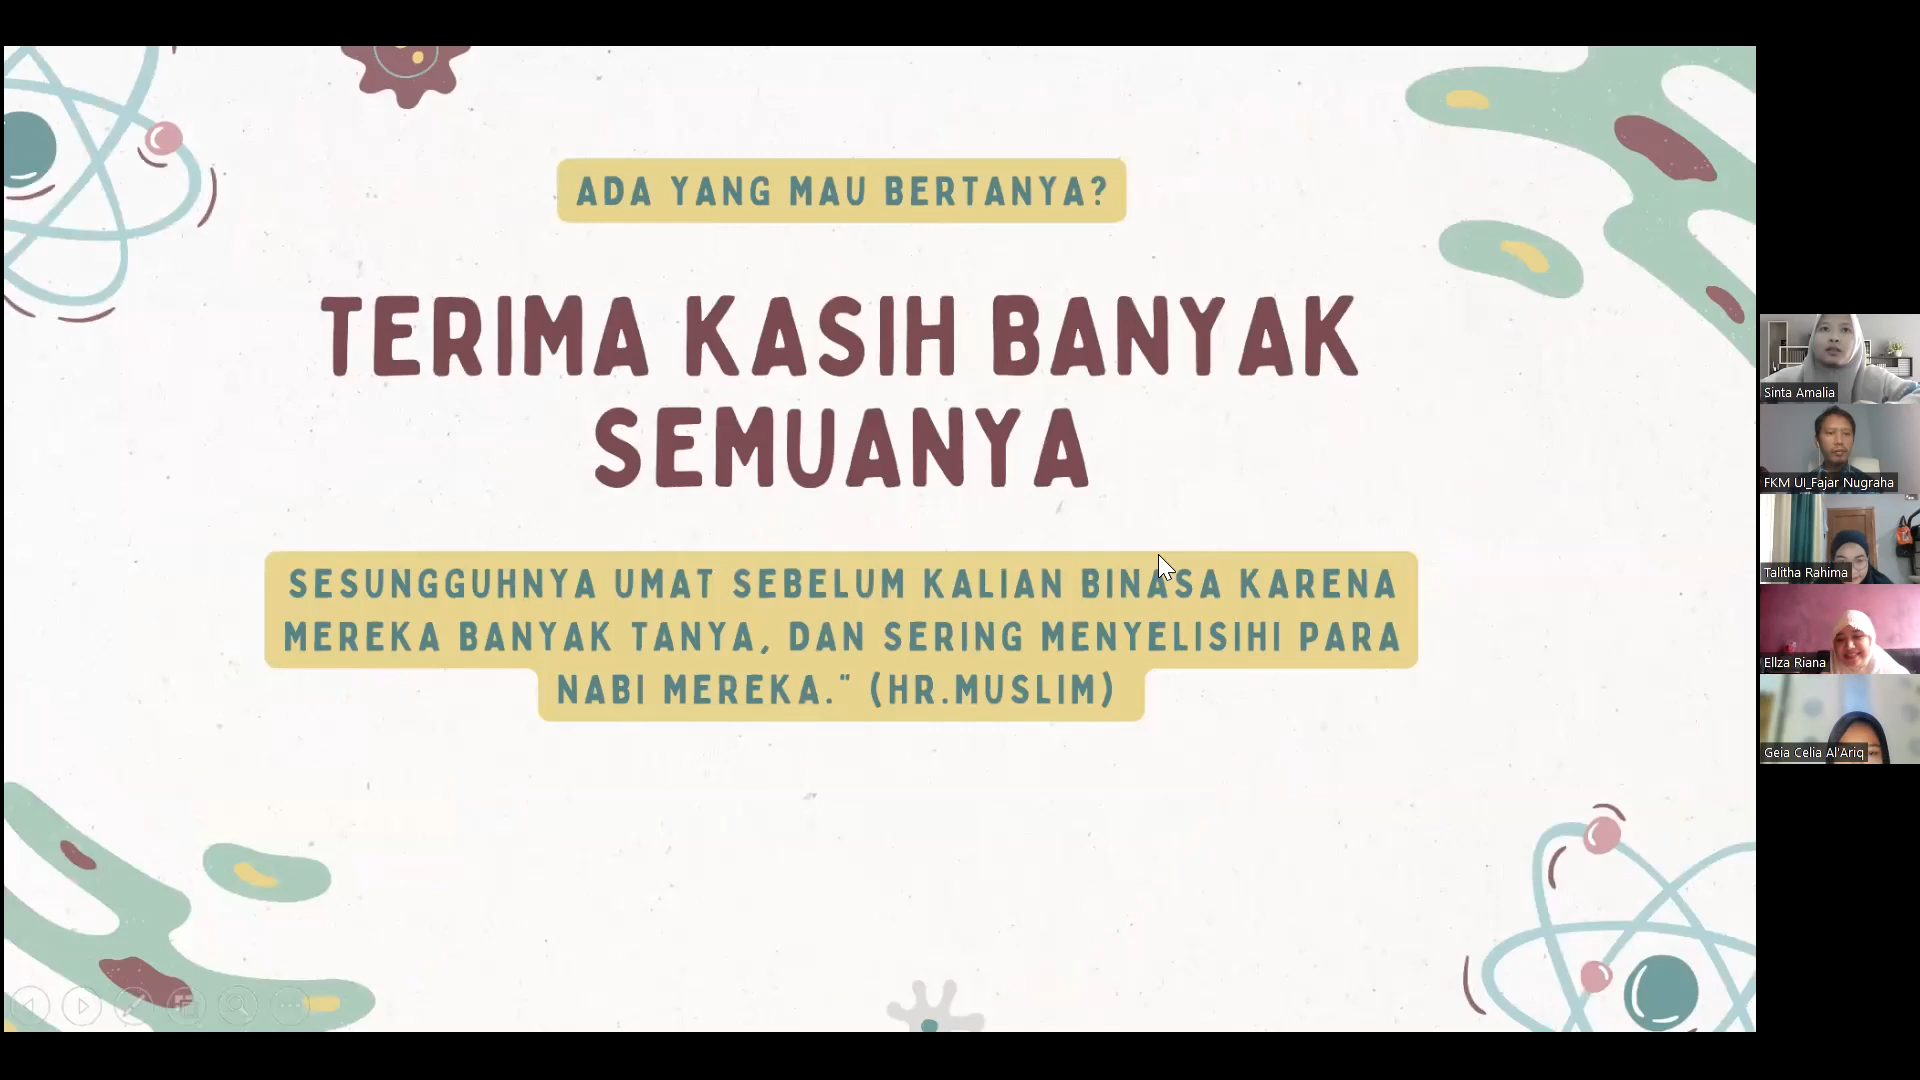 ADA YANG MAU BERTANYA?
TERIMA KASIH BANYAK
SEMUANYA
SESUNGGUHNYA UMAT SEBELUM KALIAN BINASA KARENA
MEREKA BANYAK TANYA, DAN SERING MENYELISIHI PARA
NABI MEREKA." (HR.MUSLIM)
Sinta Amalia
FKM UI_Fajar Nugraha
Talitha Rahima
Ellza Riana
Geia Celia Al'Ariq